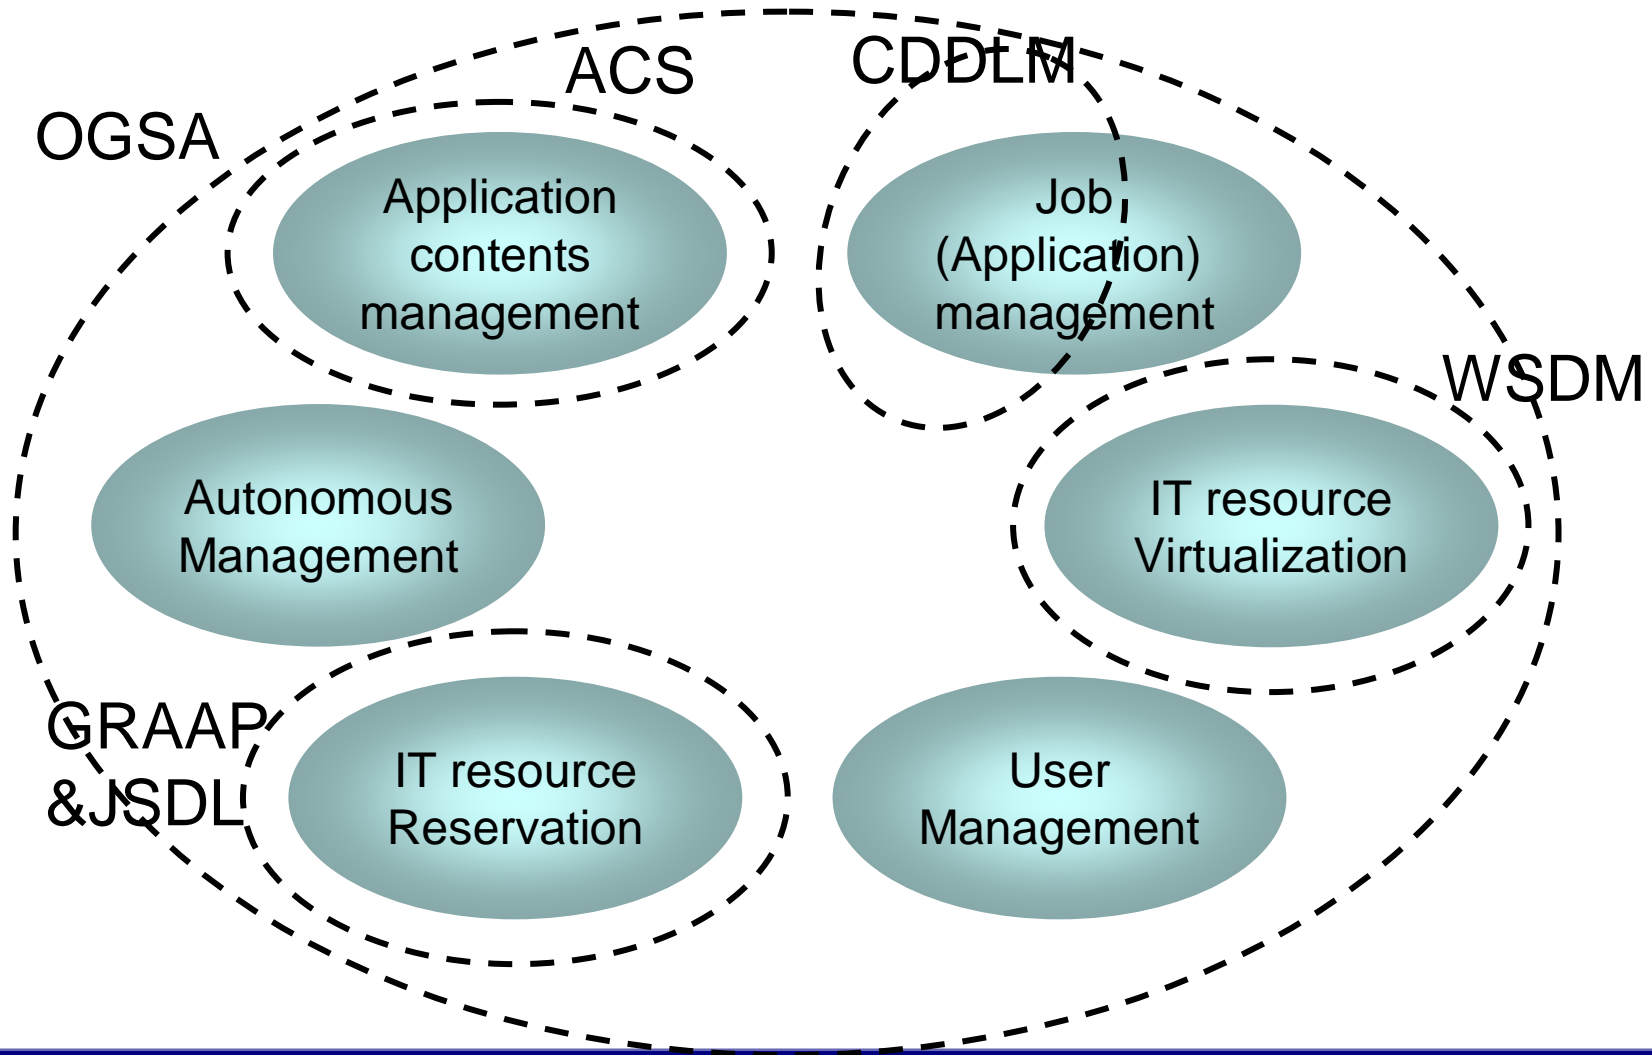 ACS
CDDLM
OGSA
Application
contents
management
Job
(Application)
management
WSDM
Autonomous
Management
IT resource
Virtualization
GRAAP
&JSDL
IT resource
Reservation
User
Management